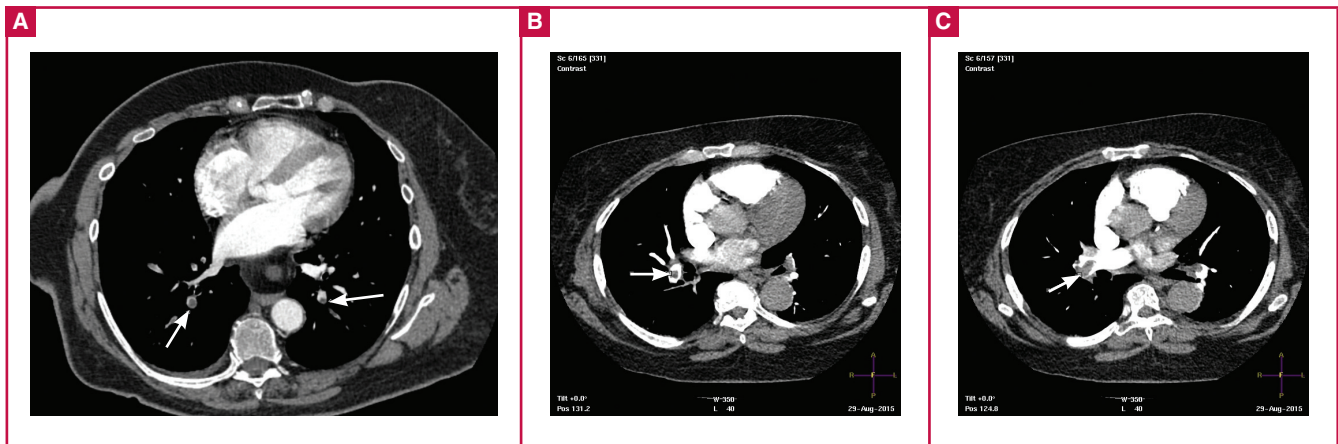 A
B
C
Sc 6/165 [331]
Contrast
A
R F L
P
Tilt +0.0°
Pos 131.2
W 350
L 40
29-Aug-2015
Sc 6/157 [331]
Contrast
A
R F L
P
Tilt +0.0°
Pos 124.8
W 350
L 40
29-Aug-2015